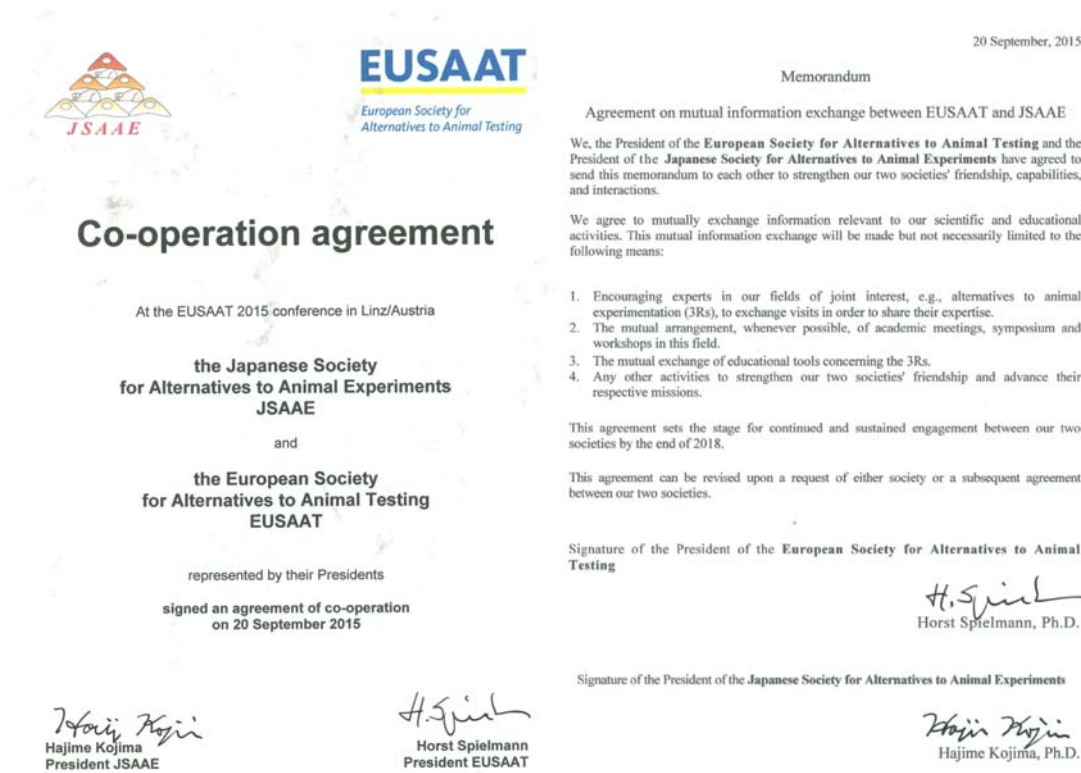 JSAAE
EUSAAT
European Society for
Alternatives to Animal Testing
Co-operation agreement
At the EUSAAT 2015 conference in Linz/Austria
the Japanese Society
for Alternatives to Animal Experiments
JSAAE
and
the European Society
for Alternatives to Animal Testing
EUSAAT
represented by their Presidents
signed an agreement of co-operation
on 20 September 2015
Hajime Kojima
President JSAAE
H. Spiel
Horst Spielmann
President EUSAAT
20 September, 2015
Memorandum
Agreement on mutual information exchange between EUSAAT and JSAAE
We, the President of the European Society for Alternatives to Animal Testing and the
President of the Japanese Society for Alternatives to Animal Experiments have agreed to
send this memorandum to each other to strengthen our two societies' friendship, capabilities,
and interactions.
We agree to mutually exchange information relevant to our scientific and educational
activities. This mutual information exchange will be made but not necessarily limited to the
following means:
1. Encouraging experts in our fields of joint interest, e.g., alternatives to animal
experimentation (3Rs), to exchange visits in order to share their expertise.
2. The mutual arrangement, whenever possible, of academic meetings, symposium and
workshops in this field.
3. The mutual exchange of educational tools concerning the 3Rs.
4. Any other activities to strengthen our two societies' friendship and advance their
respective missions.
This agreement sets the stage for continued and sustained engagement between our two
societies by the end of 2018.
This agreement can be revised upon a request of either society or a subsequent agreement
between our two societies.
Signature of the President of the European Society for Alternatives to Animal
Testing
H. Spiel
Horst Spielmann, Ph.D.
Signature of the President of the Japanese Society for Alternatives to Animal Experiments
Hajime Kojima, Ph.D.